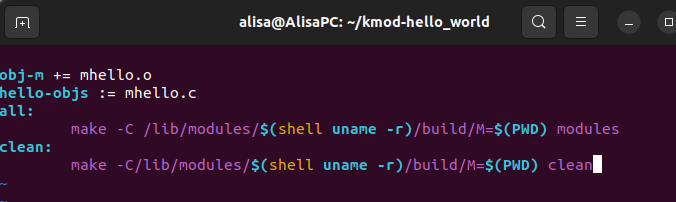 alisa@AlisaPC: ~/kmod-hello_world
obj-m += mhello.o
hello-objs := mhello.c
all:
make -C /lib/modules/$(shell uname -r)/build/M=$(PWD) modules
clean:
make -C/lib/modules/$(shell uname -r)/build/M=$(PWD) clean
~
~